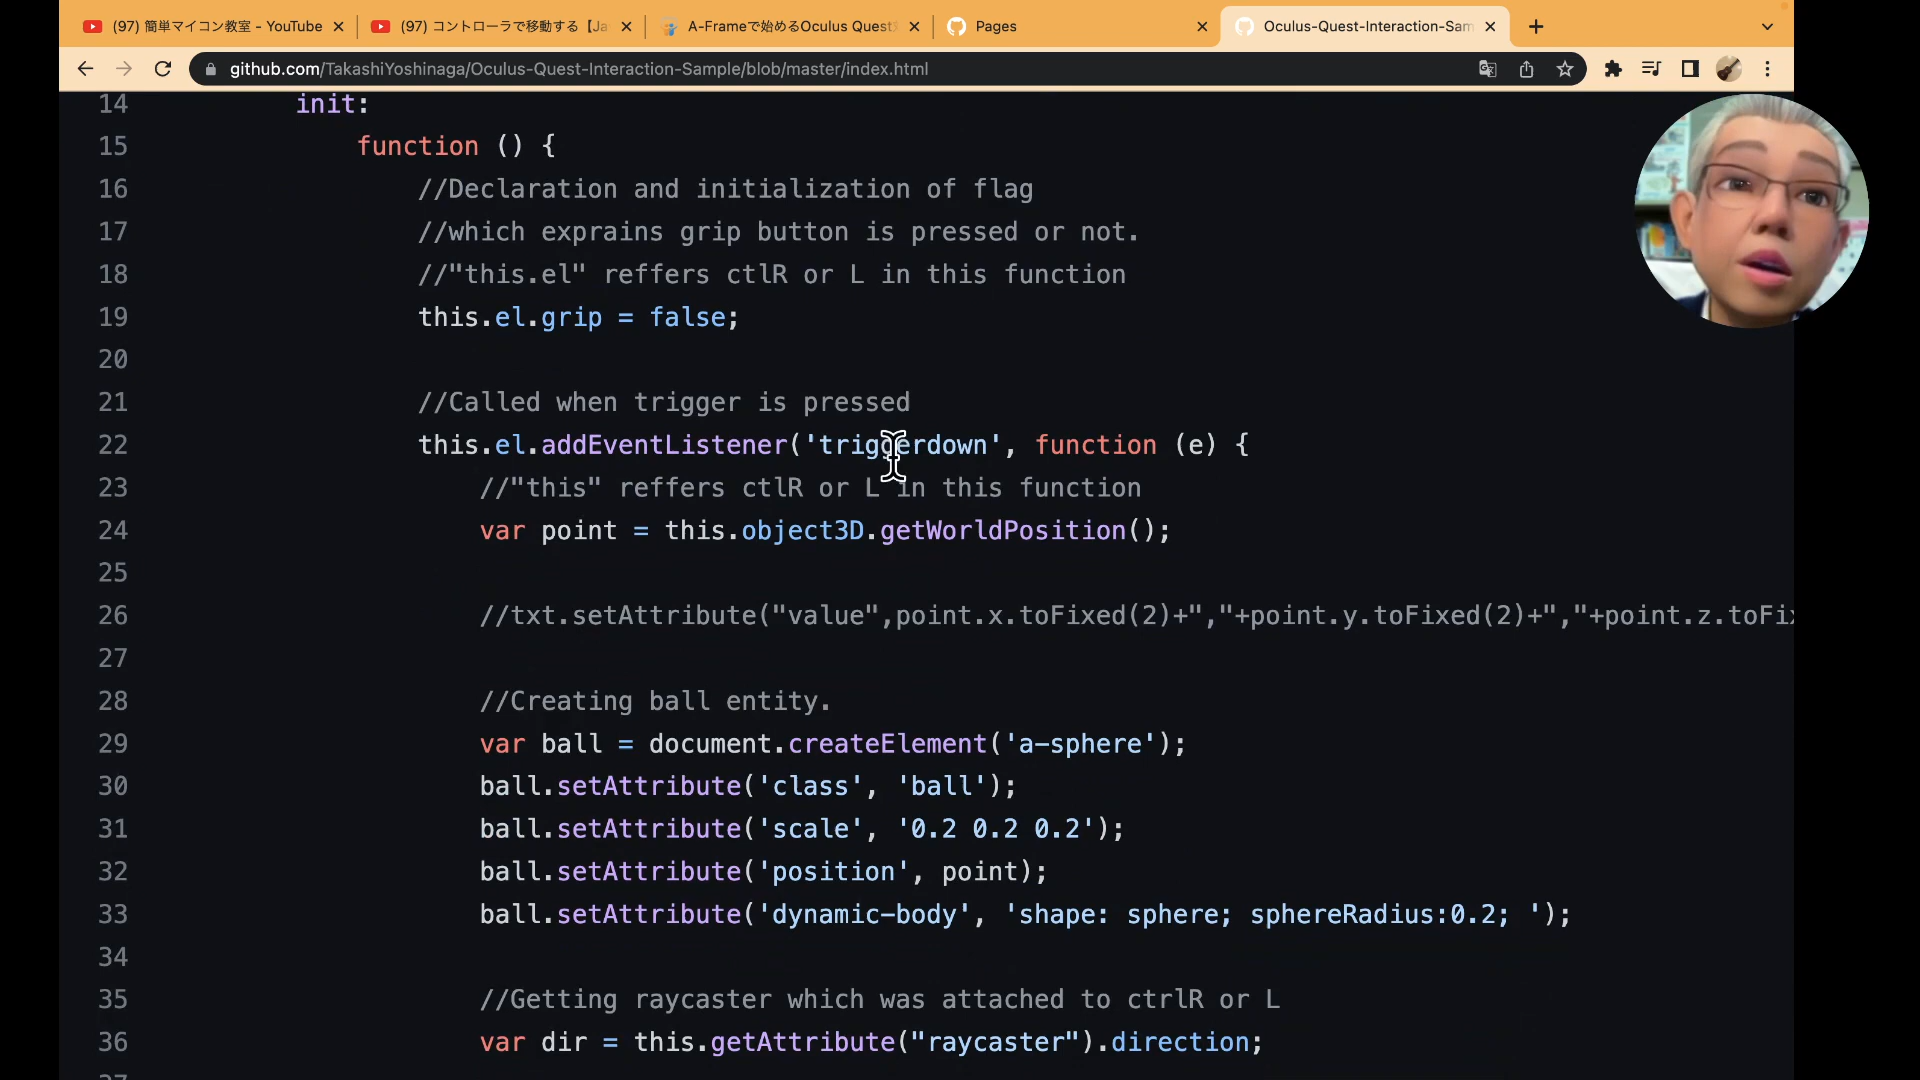 (97) 簡単マイコン教室 - YouTube
(97) コントローラで移動する【Ja
A-Frameで始めるOculus Quest
Pages
Oculus-Quest-Interaction-Sam
github.com/TakashiYoshinaga/Oculus-Quest-Interaction-Sample/blob/master/index.html
14 init:
15 function () {
16 //Declaration and initialization of flag
17 //which exprains grip button is pressed or not.
18 //"this.el" reffers ctlR or L in this function
19 this.el.grip = false;
20
21 //Called when trigger is pressed
22 this.el.addEventListener('triggerdown', function (e) {
23 //"this" reffers ctlR or L in this function
24 var point = this.object3D.getWorldPosition();
25
26 //txt.setAttribute("value",point.x.toFixed(2)+","+point.y.toFixed(2)+","+point.z.toFix
27
28 //Creating ball entity.
29 var ball = document.createElement('a-sphere');
30 ball.setAttribute('class', 'ball');
31 ball.setAttribute('scale', '0.2 0.2 0.2');
32 ball.setAttribute('position', point);
33 ball.setAttribute('dynamic-body', 'shape: sphere; sphereRadius:0.2; ');
34
35 //Getting raycaster which was attached to ctrlR or L
36 var dir = this.getAttribute("raycaster").direction;